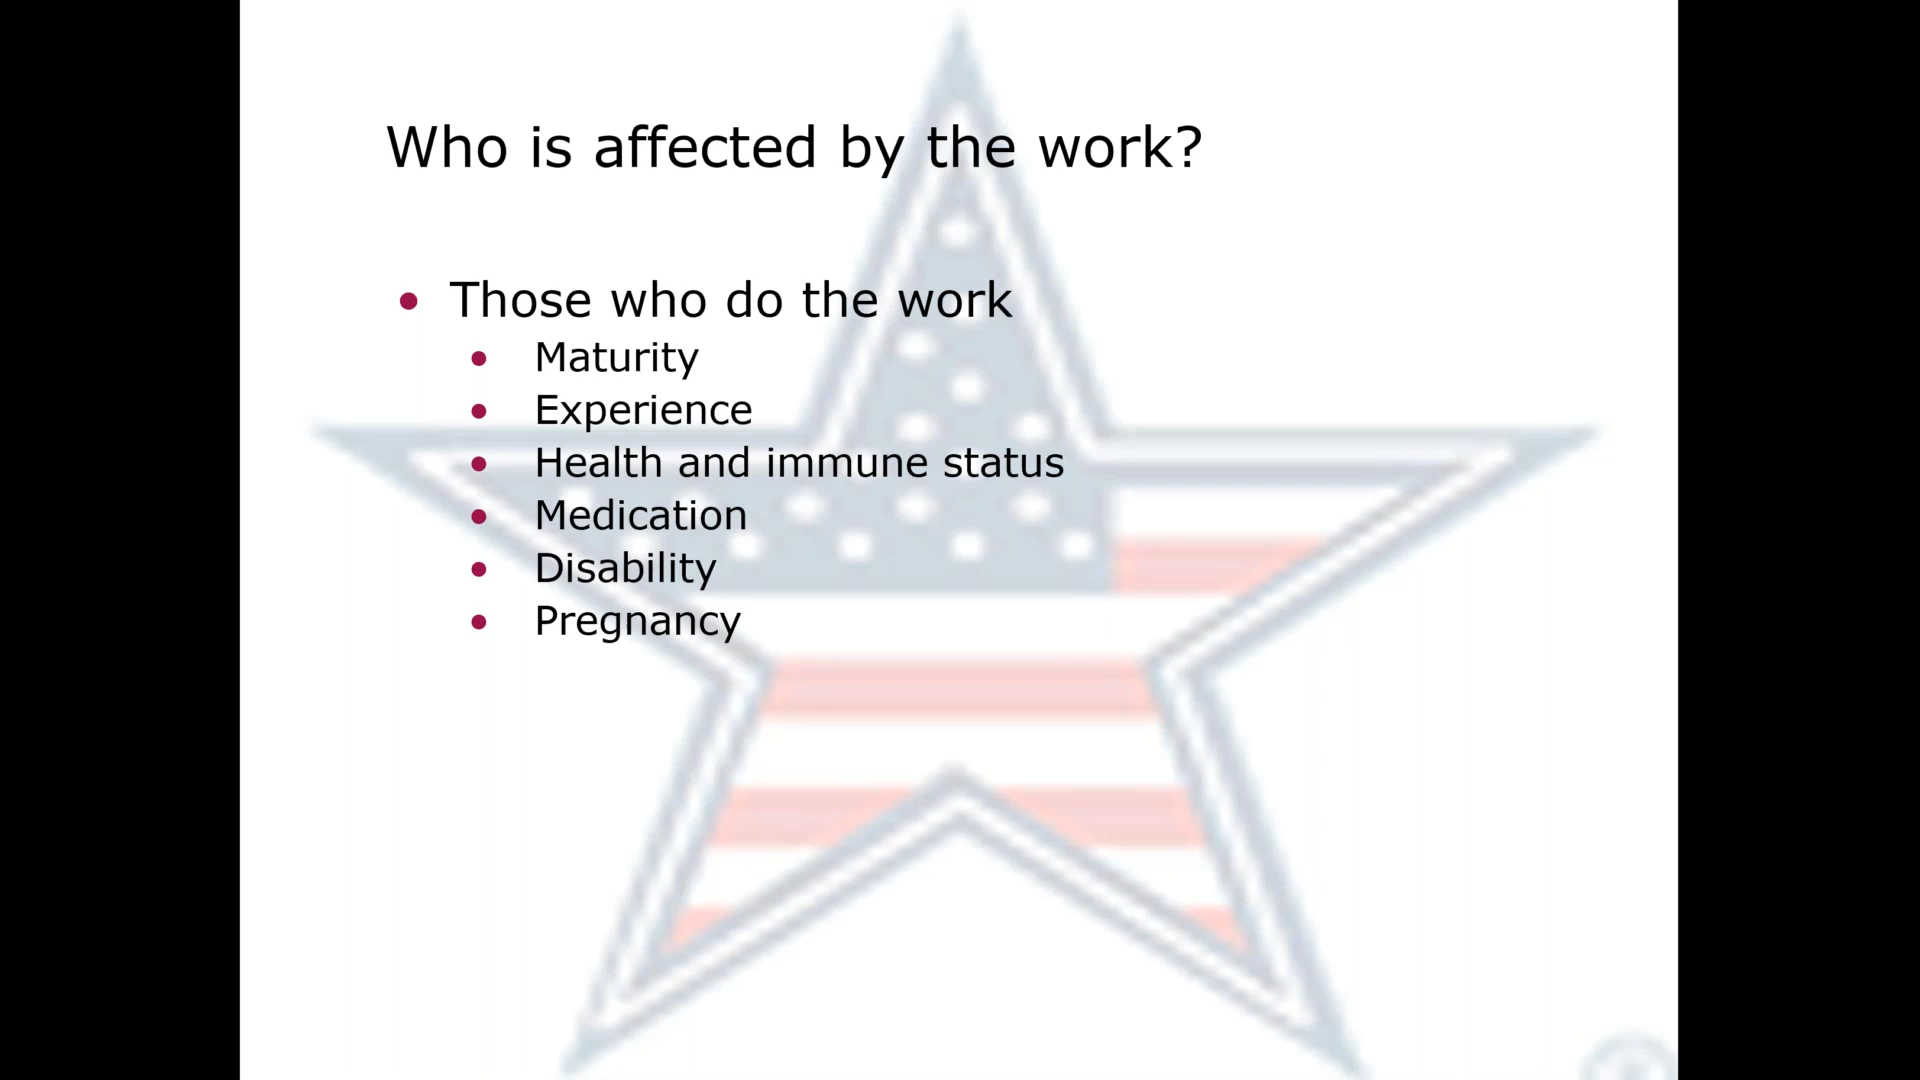 Who is affected by the work?
• Those who do the work
• Maturity
• Experience
• Health and immune status
• Medication
• Disability
• Pregnancy